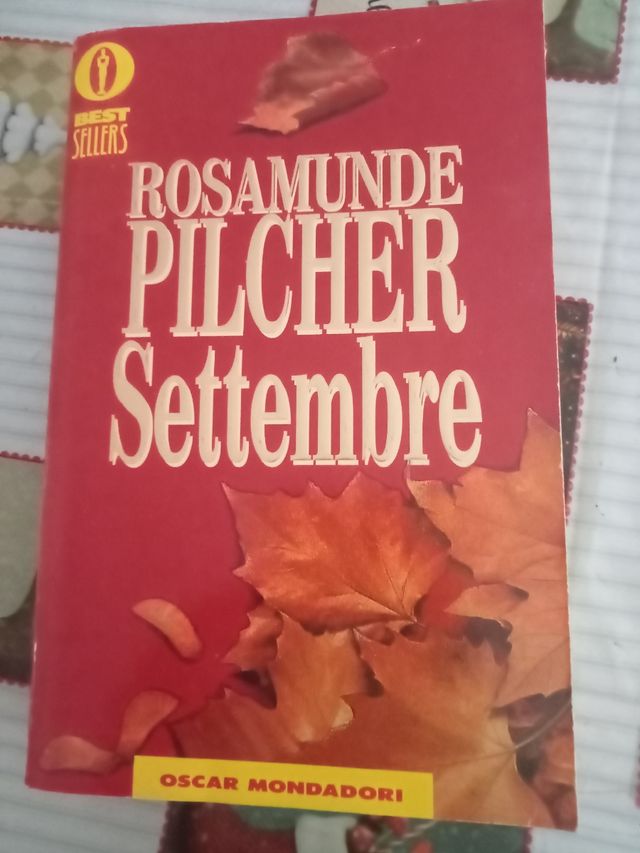 BEST
SELLERS
ROSAMUNDE
PILCHER
Settembre
OSCAR MONDADORI